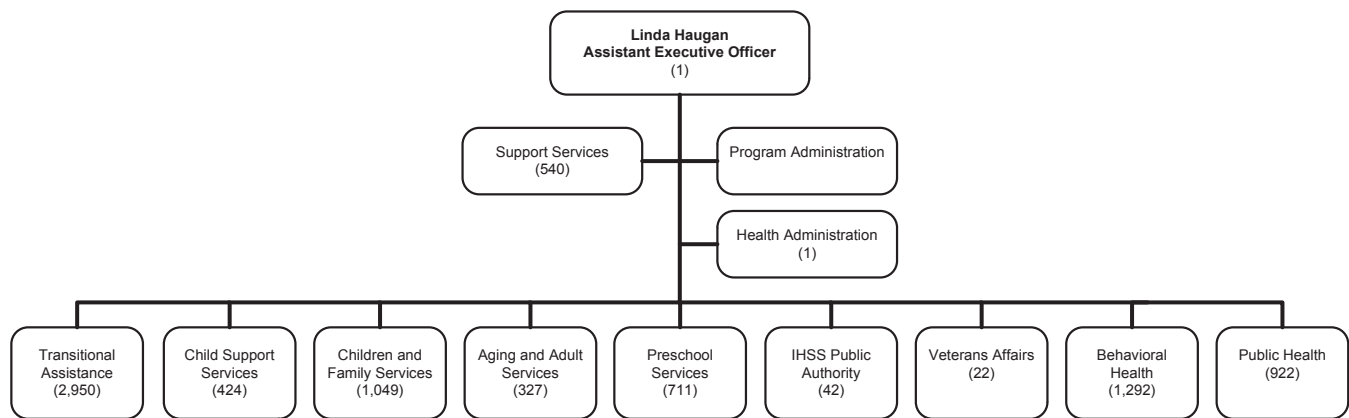 Linda Haugan
Assistant Executive Officer
(1)
Support Services
(540)
Program Administration
Health Administration
(1)
Transitional
Assistance
(2,950)
Child Support
Services
(424)
Children and
Family Services
(1,049)
Aging and Adult
Services
(327)
Preschool
Services
(711)
IHSS Public
Authority
(42)
Veterans Affairs
(22)
Behavioral
Health
(1,292)
Public Health
(922)